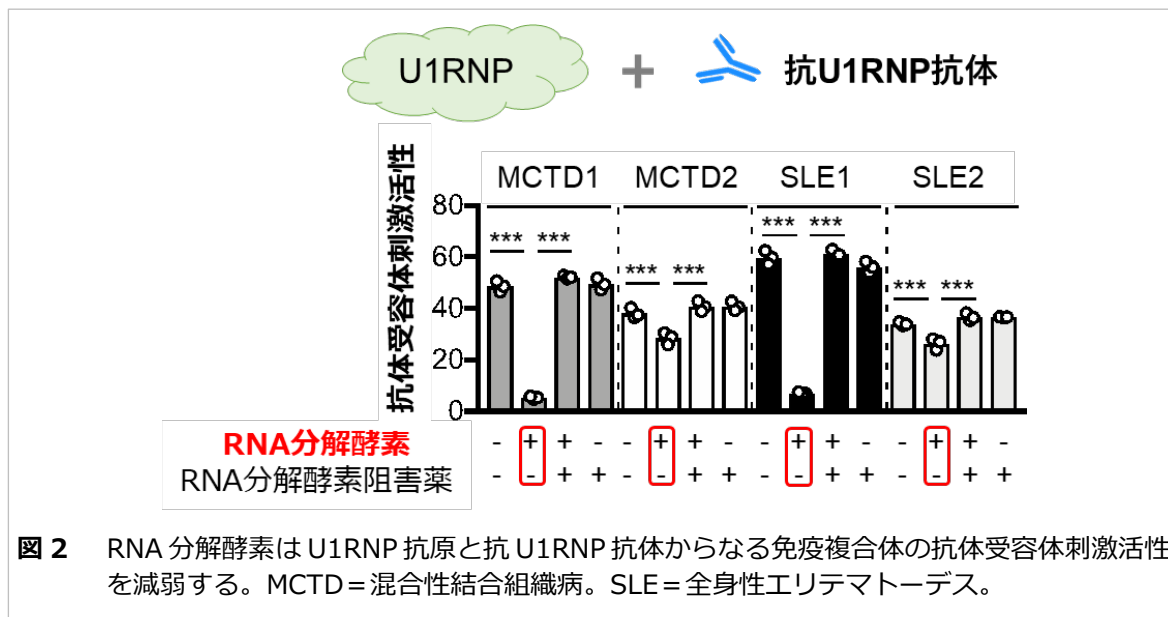 U1RNP + 抗U1RNP抗体
抗体受容体刺激活性
MCTD1 MCTD2 SLE1 SLE2
80
60
40
20
0
*** *** *** *** *** *** *** ***
RNA分解酵素 - + + - - + + - - + + - - + + -
RNA分解酵素阻害薬 - - + + - - + + - - + + - - + +
図 2 RNA 分解酵素は U1RNP 抗原と抗 U1RNP 抗体からなる免疫複合体の抗体受容体刺激活性
を減弱する。MCTD＝混合性結合組織病。SLE＝全身性エリテマトーデス。